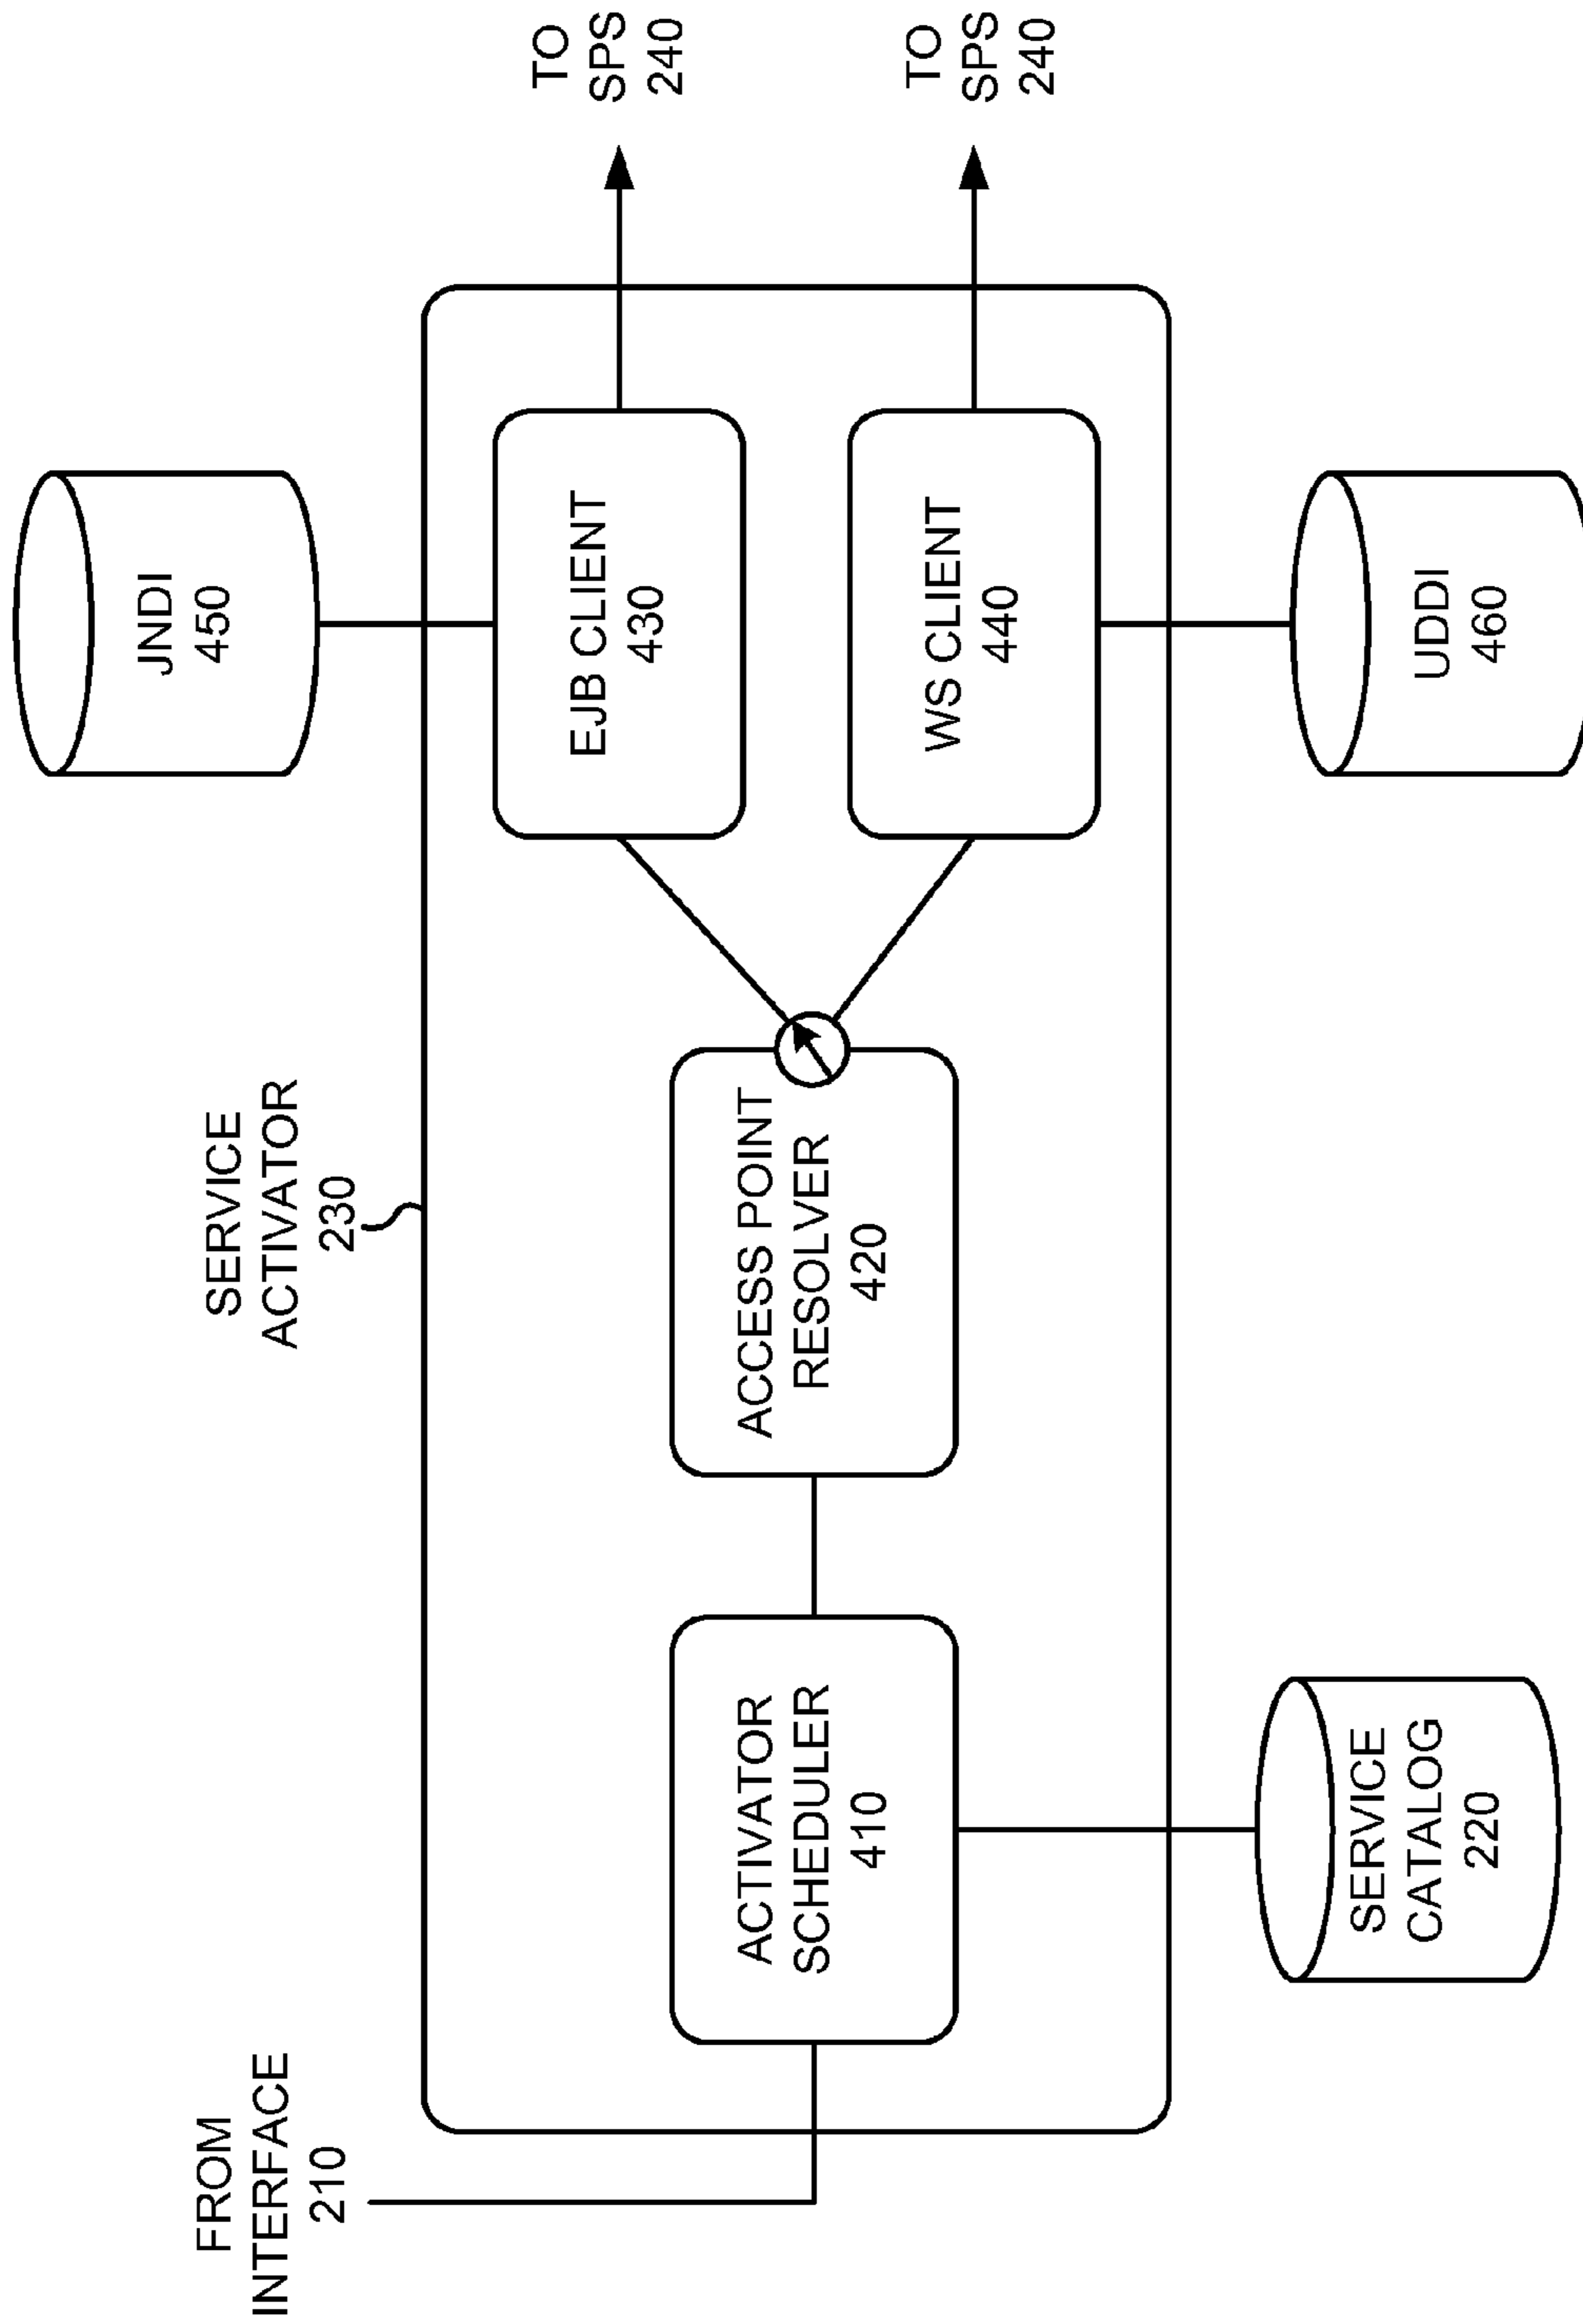 FROM
INTERFACE
210
SERVICE
ACTIVATOR
230
JNDI
450
ACTIVATOR
SCHEDULER
410
ACCESS POINT
RESOLVER
420
EJB CLIENT
430
TO
SPS
240
WS CLIENT
440
TO
SPS
240
SERVICE
CATALOG
220
UDDI
460